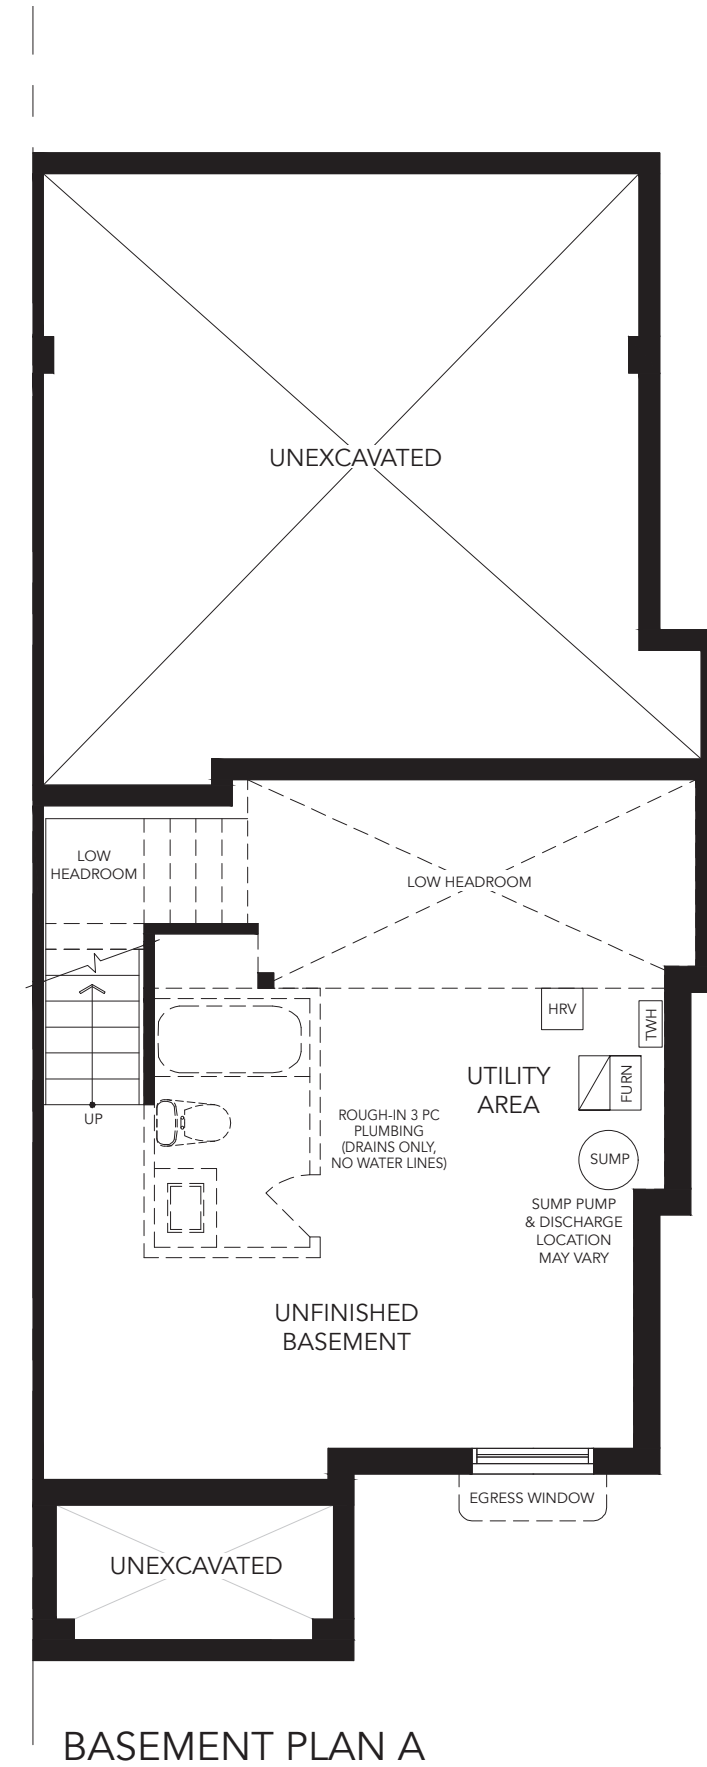 UNEXCAVATED
LOW
HEADROOM
LOW HEADROOM
HRV
TWH
UTILITY
AREA
FURN
UP
ROUGH-IN 3 PC
PLUMBING
(DRAINS ONLY,
NO WATER LINES)
SUMP
SUMP PUMP
& DISCHARGE
LOCATION
MAY VARY
UNFINISHED
BASEMENT
EGRESS WINDOW
UNEXCAVATED
BASEMENT PLAN A